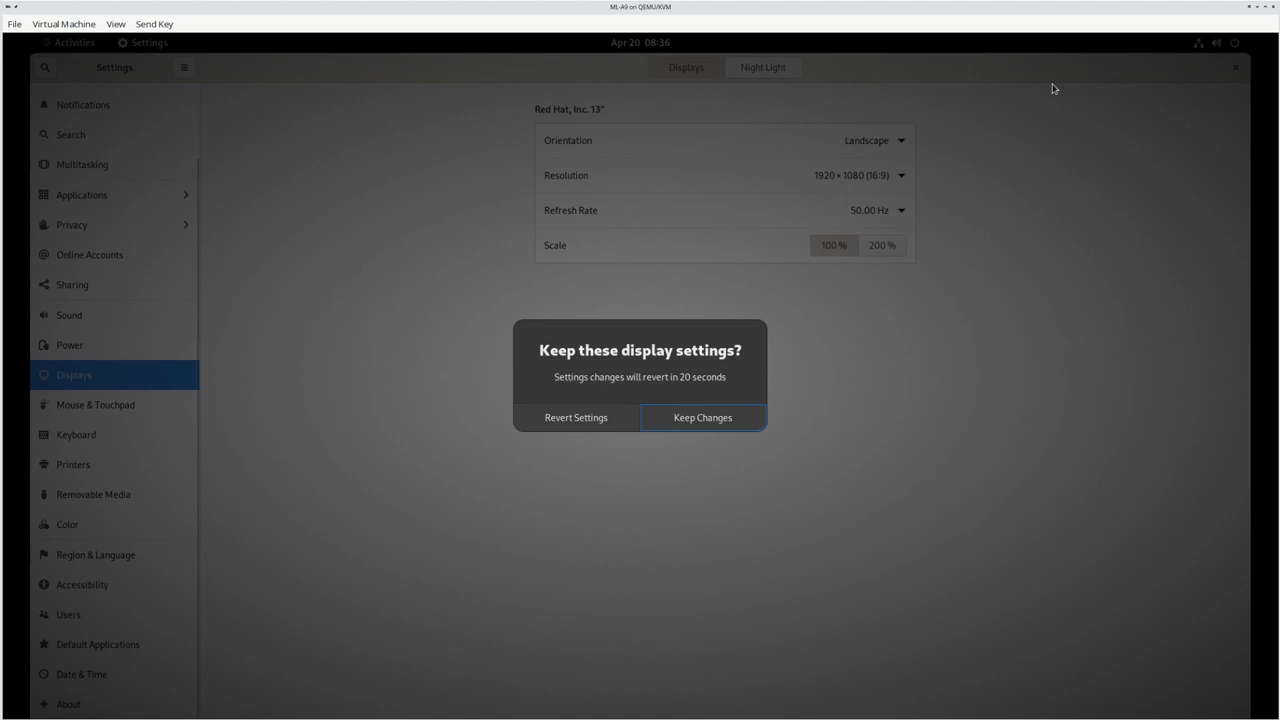 ML-A9 on QEMU/KVM
File Virtual Machine View Send Key
Activities Settings Apr 20 08:36
Settings Displays Night Light
Notifications
Search
Multitasking
Applications
Privacy
Online Accounts
Sharing
Sound
Power
Displays
Mouse & Touchpad
Keyboard
Printers
Removable Media
Color
Region & Language
Accessibility
Users
Default Applications
Date & Time
About
Red Hat, Inc. 13"
Orientation Landscape
Resolution 1920 × 1080 (16:9)
Refresh Rate 50.00 Hz
Scale 100 % 200 %
Keep these display settings?
Settings changes will revert in 20 seconds
Revert Settings Keep Changes